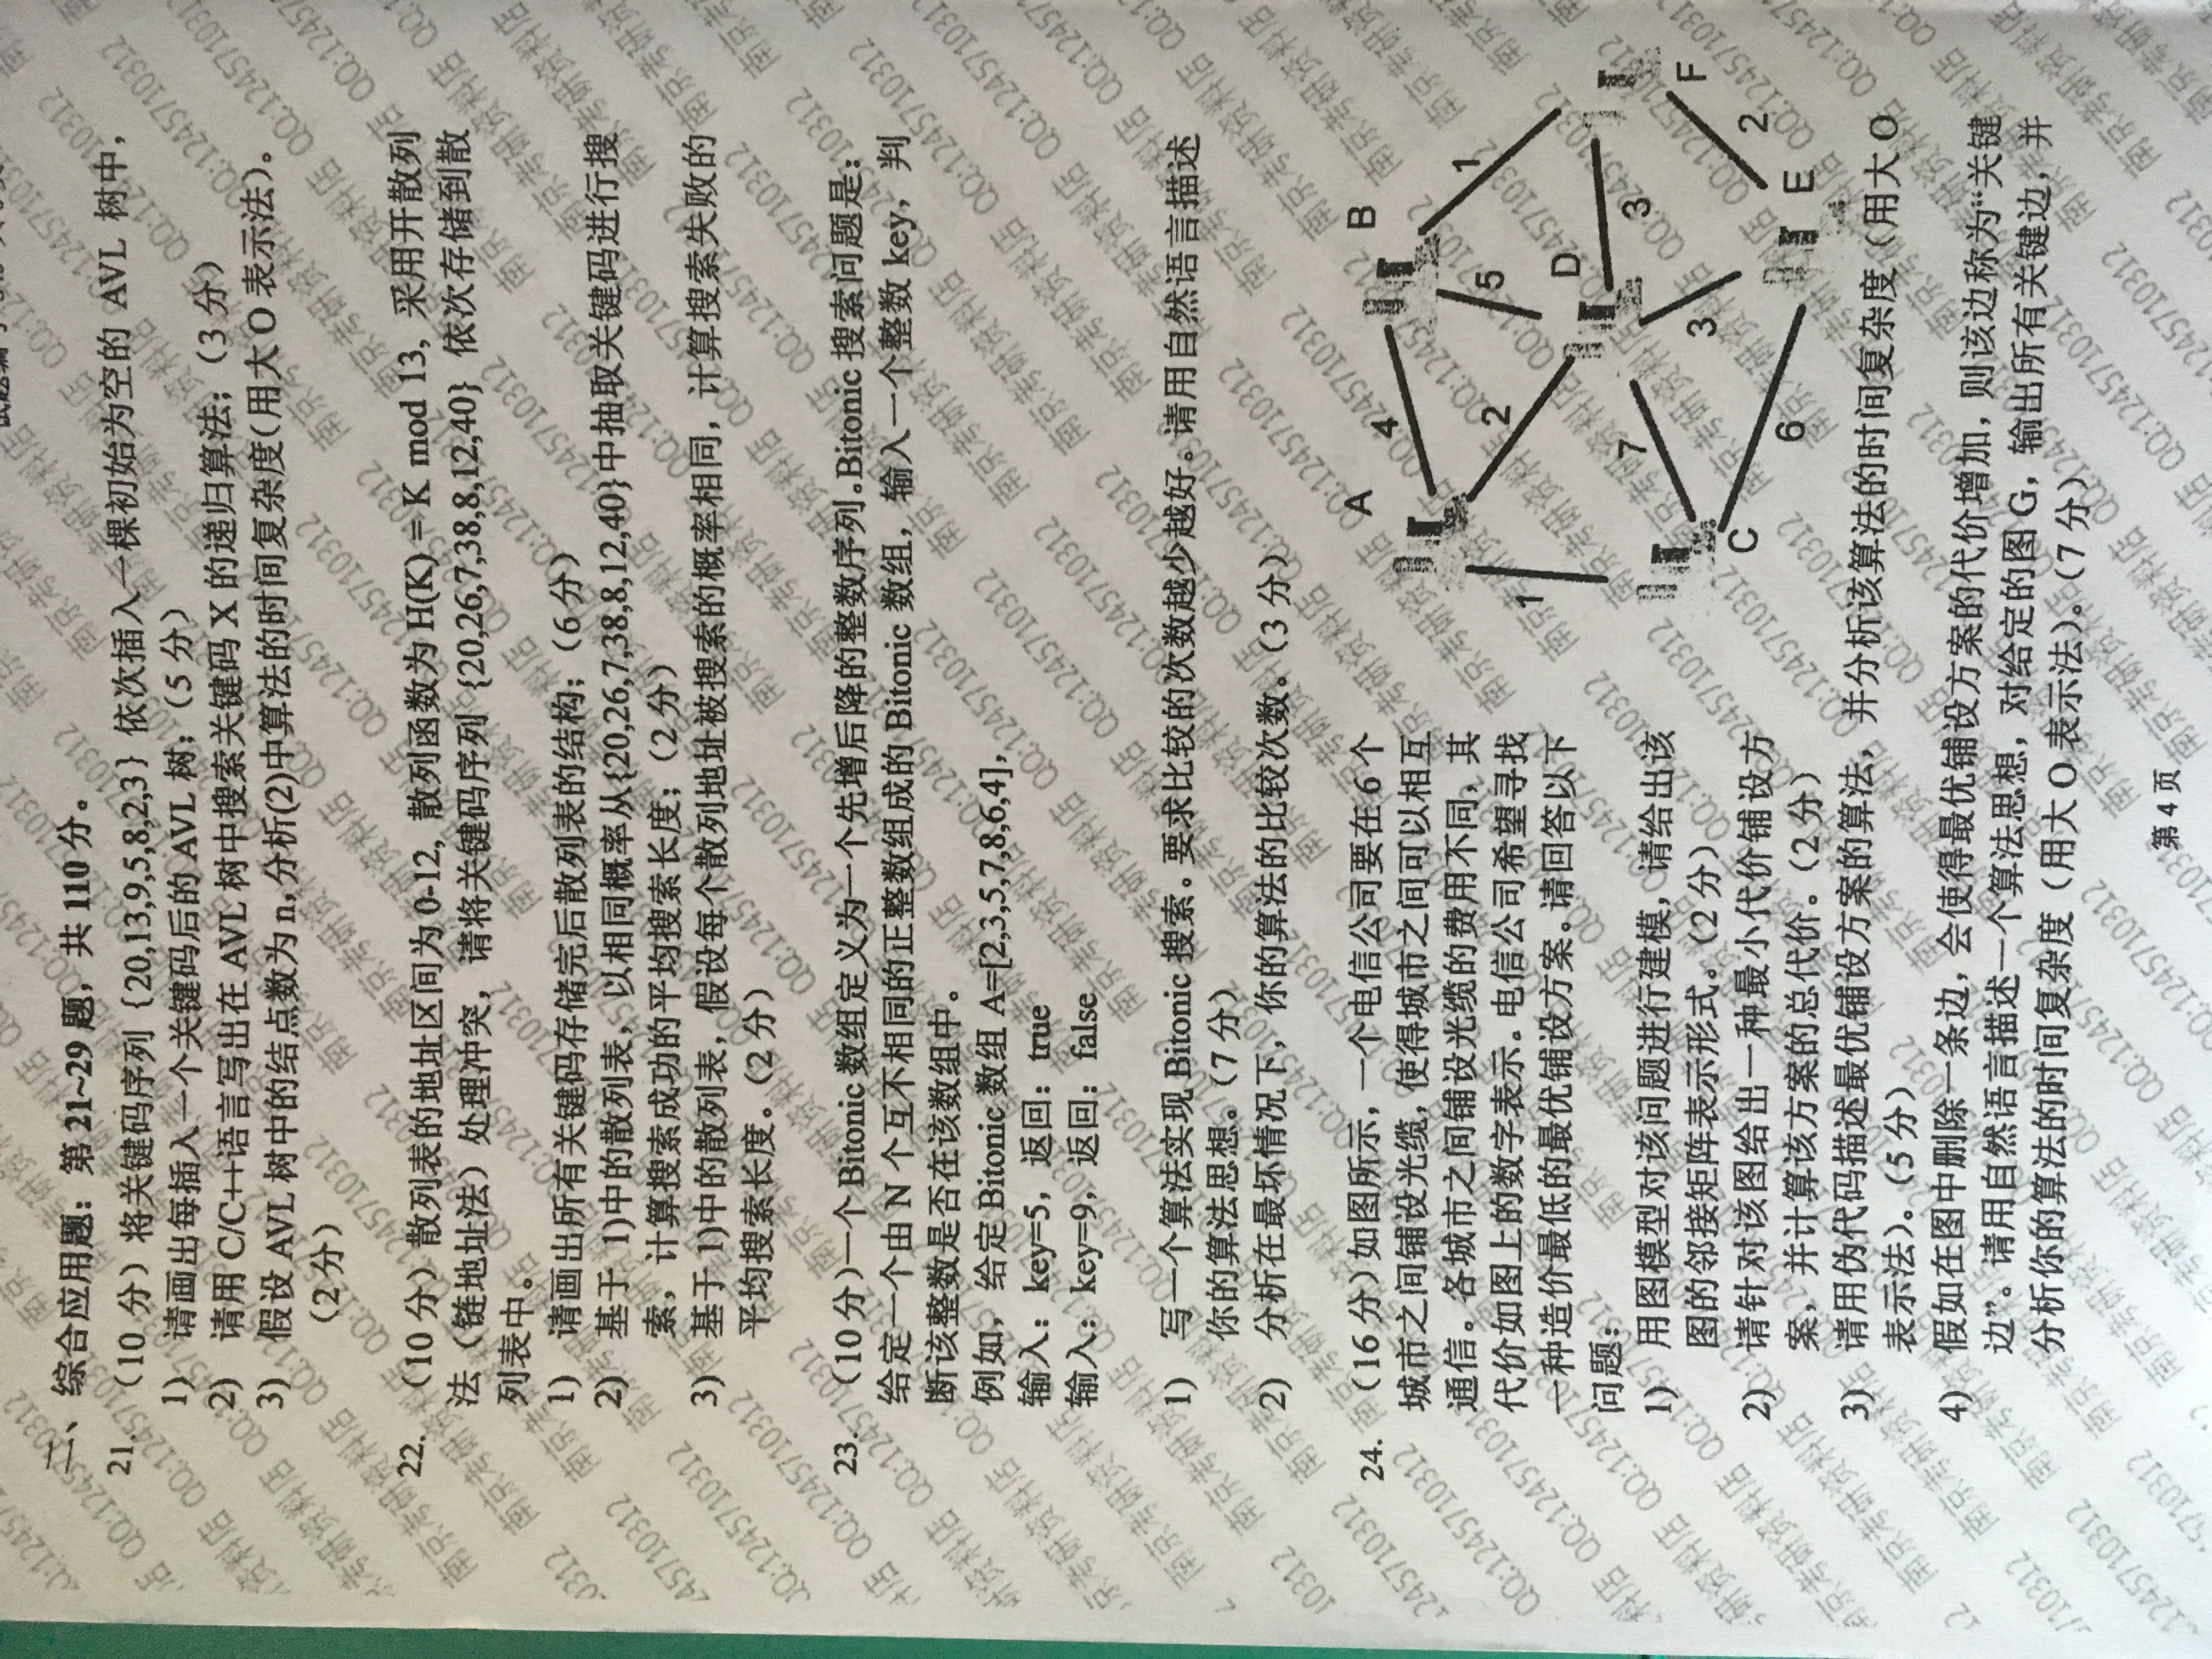 二、综合应用题：第 21~29 题，共 110 分。
21. （10 分）将关键码序列 {20,13,9,5,8,2,3} 依次插入一棵初始为空的 AVL 树中，
1) 请画出每插入一个关键码后的 AVL 树；（5 分）
2) 请用 C/C++语言写出在 AVL 树中搜索关键码 X 的递归算法；（3 分）
3) 假设 AVL 树中的结点数为 n,分析(2)中算法的时间复杂度（用大 O 表示法）。
（2 分）
22. （10 分）散列表的地址区间为 0-12, 散列函数为 H(K) = K mod 13, 采用开散列
法（链地址法）处理冲突，请将关键码序列 {20,26,7,38,8,12,40} 依次存储到散
列表中。
1) 请画出所有关键码存储完后散列表的结构；（6 分）
2) 基于 1)中的散列表，以相同概率从{20,26,7,38,8,12,40}中抽取关键码进行搜
索，计算搜索成功的平均搜索长度；（2 分）
3) 基于 1)中的散列表，假设每个散列地址被搜索的概率相同，计算搜索失败的
平均搜索长度。（2 分）
23. （10 分）一个 Bitonic 数组定义为一个先增后降的整数序列。Bitonic 搜索问题是：
给定一个由 N 个互不相同的正整数组成的 Bitonic 数组，输入一个整数 key，判
断该整数是否在该数组中。
例如，给定 Bitonic 数组 A=[2,3,5,7,8,6,4]，
输入：key=5，返回：true
输入：key=9，返回：false
1) 写一个算法实现 Bitonic 搜索。要求比较的次数越少越好。请用自然语言描述
你的算法思想。（7 分）
2) 分析在最坏情况下，你的算法的比较次数。（3 分）
24. （16 分）如图所示，一个电信公司要在 6 个
城市之间铺设光缆，使得城市之间可以相互
通信。各城市之间铺设光缆的费用不同，其
代价如图上的数字表示。电信公司希望寻找
一种造价最低的最优铺设方案。请回答以下
问题：
1) 用图模型对该问题进行建模，请给出该
图的邻接矩阵表示形式。（2 分）
2) 请针对该图给出一种最小代价铺设方
案，并计算该方案的总代价。（2 分）
3) 请用伪代码描述最优铺设方案的算法，并分析该算法的时间复杂度（用大 O
表示法）。（5 分）
4) 假如在图中删除一条边，会使得最优铺设方案的代价增加，则该边称为“关键
边”。请用自然语言描述一个算法思想，对给定的图 G，输出所有关键边，并
分析你的算法的时间复杂度（用大 O 表示法）。（7 分）
A
B
4
1
2
5
1
D
7
3
3
F
C
2
6
E
第 4 页
南京考研资料店 QQ:1245710312